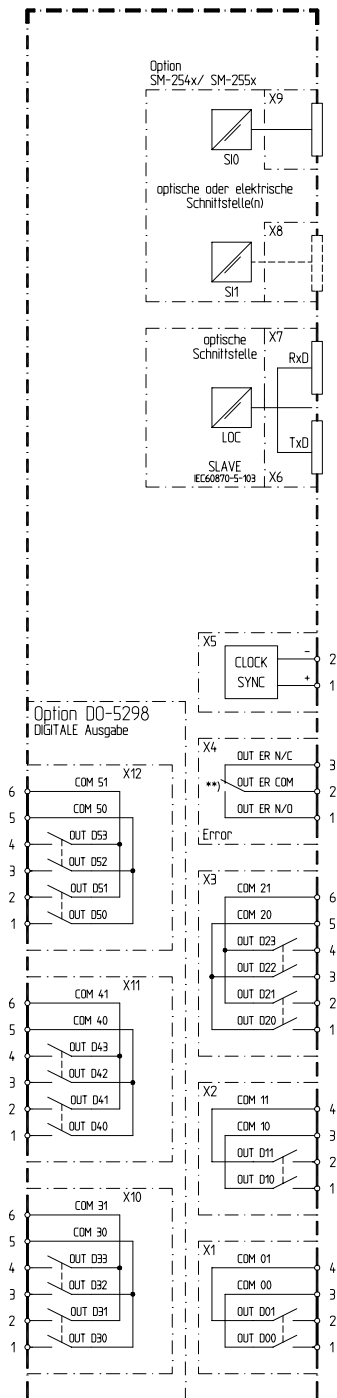 Option
SM-254x/ SM-255x
X9
SI0
optische oder elektrische
Schnittstelle(n)
X8
SI1
optische
Schnittstelle
X7
RxD
LOC
TxD
SLAVE
IEC60870-5-103
X6
X5
CLOCK
SYNC
-
2
+
1
Option DO-5298
DIGITALE Ausgabe
X4
OUT ER N/C
3
**)
OUT ER COM
2
OUT ER N/O
1
Error
X12
6
COM 51
5
COM 50
4
OUT D53
3
OUT D52
2
OUT D51
1
OUT D50
X3
COM 21
6
COM 20
5
OUT D23
4
OUT D22
3
OUT D21
2
OUT D20
1
X11
6
COM 41
5
COM 40
4
OUT D43
3
OUT D42
2
OUT D41
1
OUT D40
X2
COM 11
4
COM 10
3
OUT D11
2
OUT D10
1
X10
6
COM 31
5
COM 30
4
OUT D33
3
OUT D32
2
OUT D31
1
OUT D30
X1
COM 01
4
COM 00
3
OUT D01
2
OUT D00
1